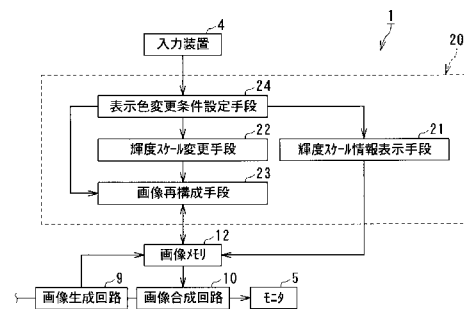 4
1
入力装置
20
24
表示色変更条件設定手段
22
21
輝度スケール変更手段
輝度スケール情報表示手段
23
画像再構成手段
12
画像メモリ
9
10
5
画像生成回路
画像合成回路
モニタ